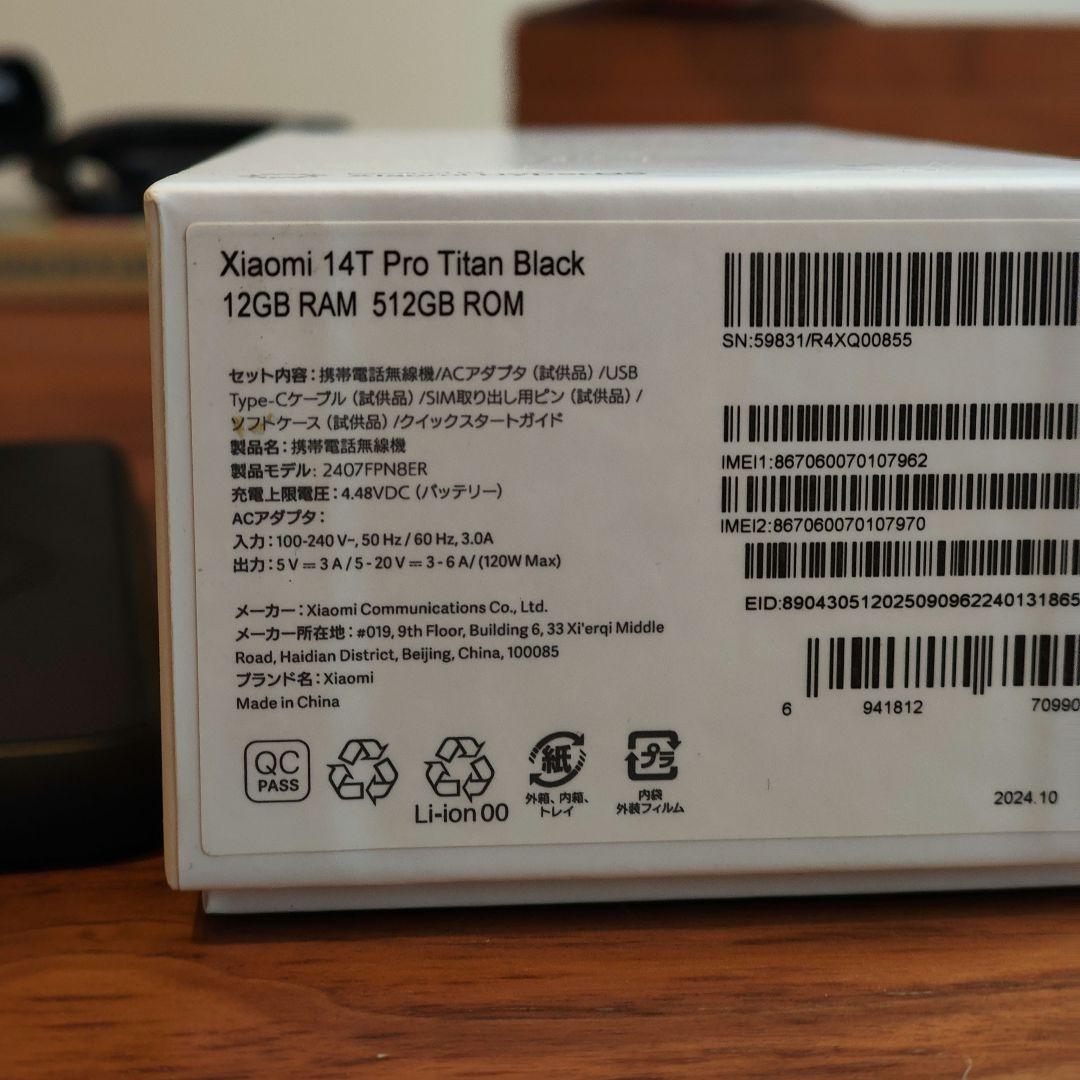 Xiaomi 14T Pro Titan Black
12GB RAM 512GB ROM
セット内容：携帯電話無線機/ACアダプタ（試供品）/USB
Type-Cケーブル（試供品）/SIM取り出し用ピン（試供品）/
ソフトケース（試供品）/クイックスタートガイド
製品名：携帯電話無線機
製品モデル: 2407FPN8ER
充電上限電圧：4.48VDC（バッテリー）
ACアダプタ：
入力：100-240 V~, 50 Hz / 60 Hz, 3.0A
出力：5 V⎓3 A / 5 - 20 V⎓3 - 6 A/ (120W Max)
メーカー：Xiaomi Communications Co., Ltd.
メーカー所在地：#019, 9th Floor, Building 6, 33 Xi'erqi Middle
Road, Haidian District, Beijing, China, 100085
ブランド名：Xiaomi
Made in China
QC
PASS
Li-ion 00
紙
外箱、内箱、
トレイ
プラ
内袋
外装フィルム
SN:59831/R4XQ00855
IMEI1:867060070107962
IMEI2:867060070107970
EID:89043051202509096224013186​5
6 941812 70990
2024.10